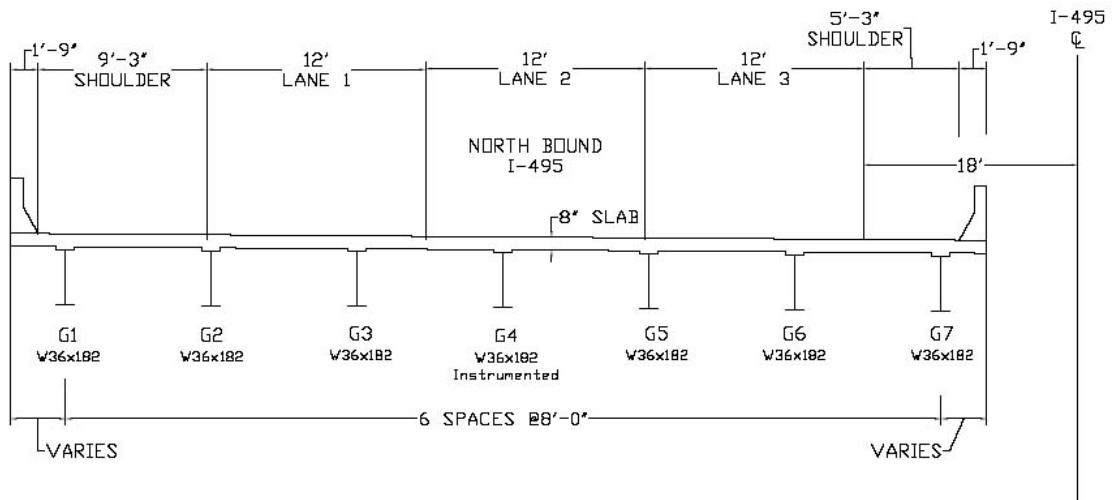 I-495
℄
5'-3"
SHOULDER
1'-9"
9'-3"
SHOULDER
12'
LANE 1
12'
LANE 2
12'
LANE 3
1'-9"
NORTH BOUND
I-495
18'
8" SLAB
G1
W36x182
G2
W36x182
G3
W36x182
G4
W36x182
Instrumented
G5
W36x182
G6
W36x182
G7
W36x182
6 SPACES @8'-0"
VARIES
VARIES